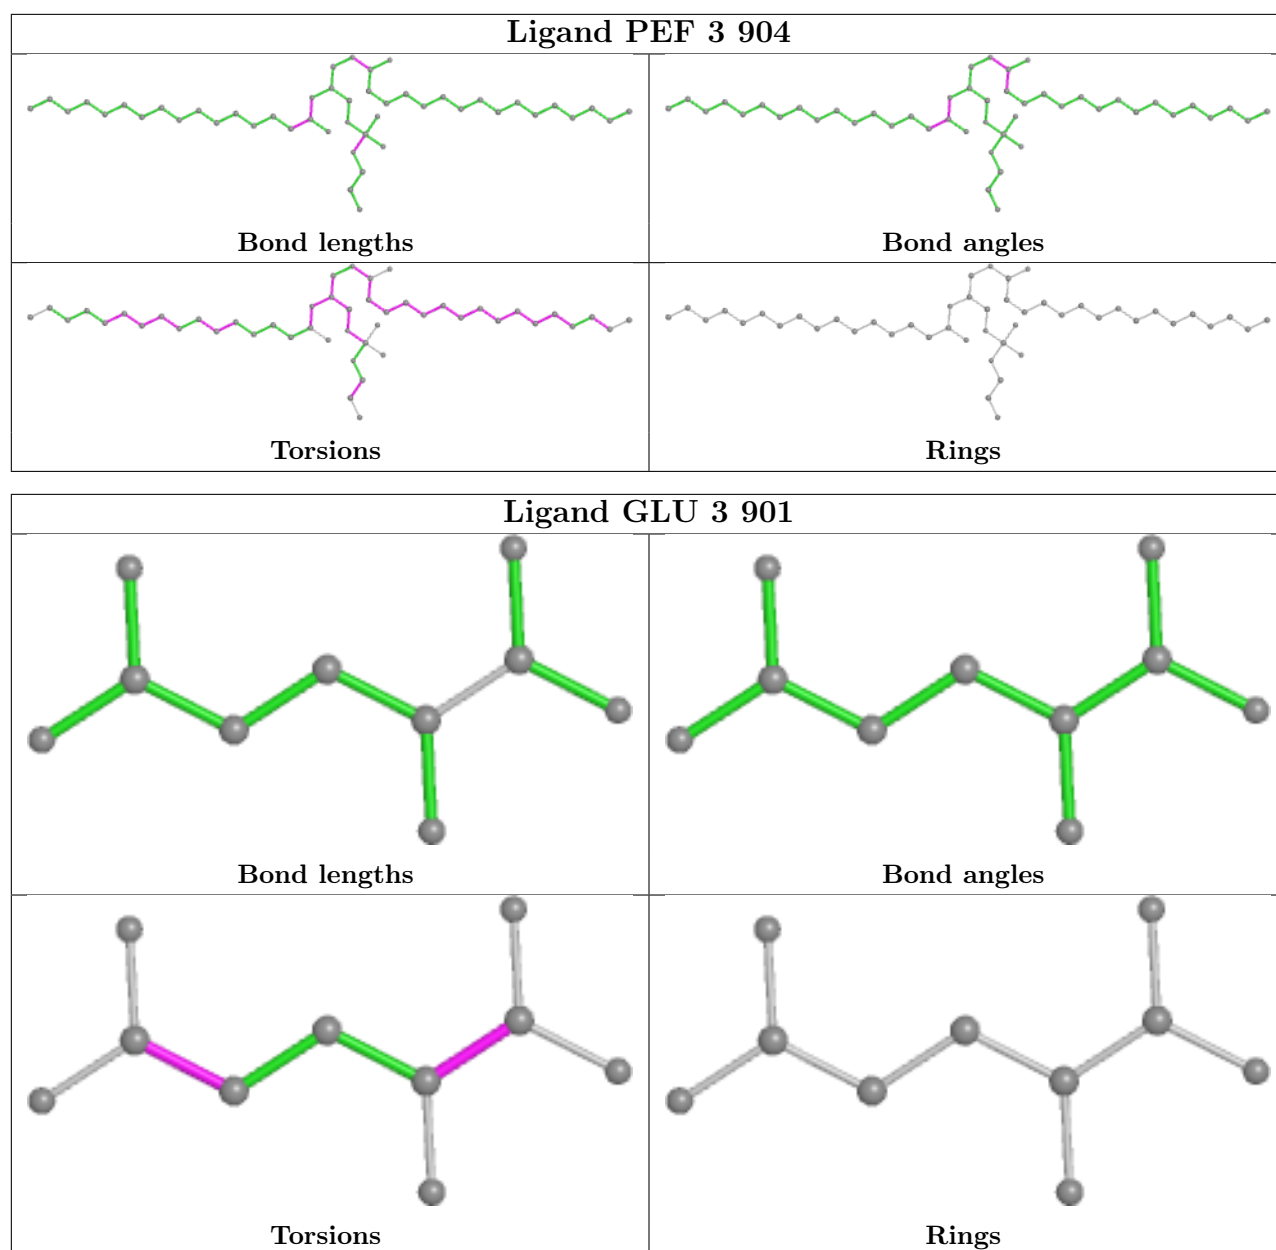 Ligand PEF 3 904
Bond lengths
Bond angles
Torsions
Rings
Ligand GLU 3 901
Bond lengths
Bond angles
Torsions
Rings